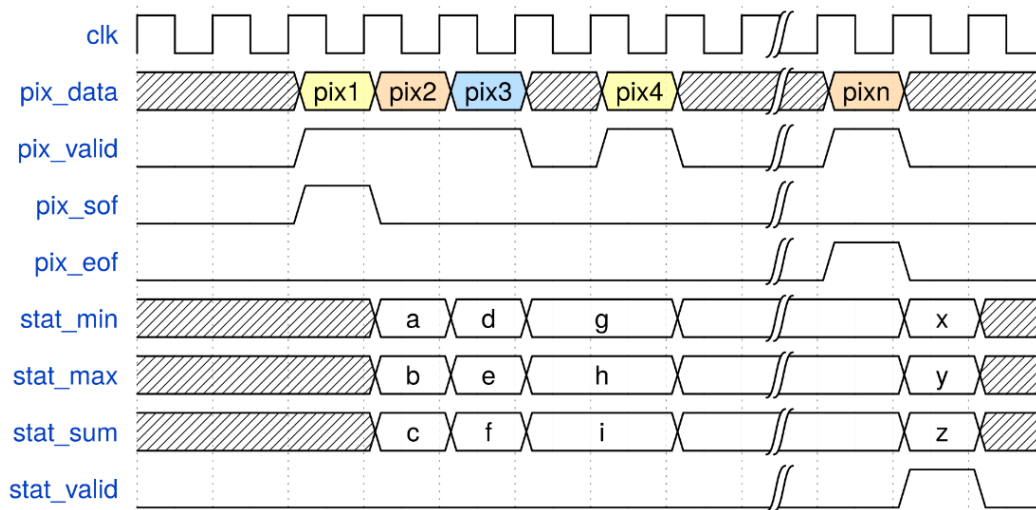 clk
pix_data pix1 pix2 pix3 pix4 pixn
pix_valid
pix_sof
pix_eof
stat_min a d g x
stat_max b e h y
stat_sum c f i z
stat_valid